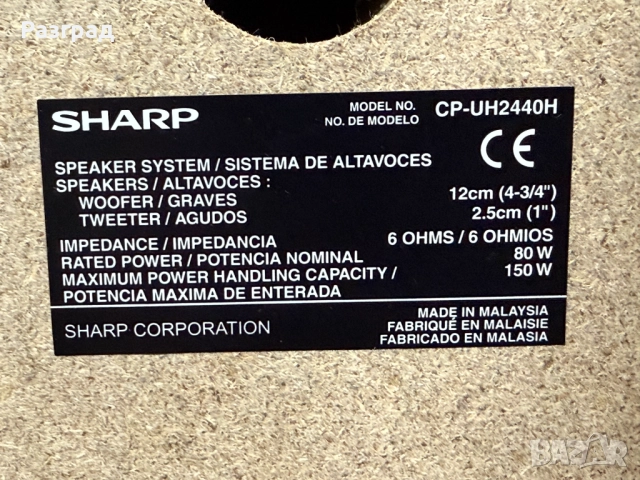 Разград
SHARP
MODEL NO. CP-UH2440H
NO. DE MODELO
SPEAKER SYSTEM / SISTEMA DE ALTAVOCES
SPEAKERS / ALTAVOCES :
WOOFER / GRAVES 12cm (4-3/4")
TWEETER / AGUDOS 2.5cm (1")
IMPEDANCE / IMPEDANCIA 6 OHMS / 6 OHMIOS
RATED POWER / POTENCIA NOMINAL 80 W
MAXIMUM POWER HANDLING CAPACITY / 150 W
POTENCIA MAXIMA DE ENTERADA
SHARP CORPORATION
MADE IN MALAYSIA
FABRIQUÉ EN MALAISIE
FABRICADO EN MALASIA
CE
BAZAR